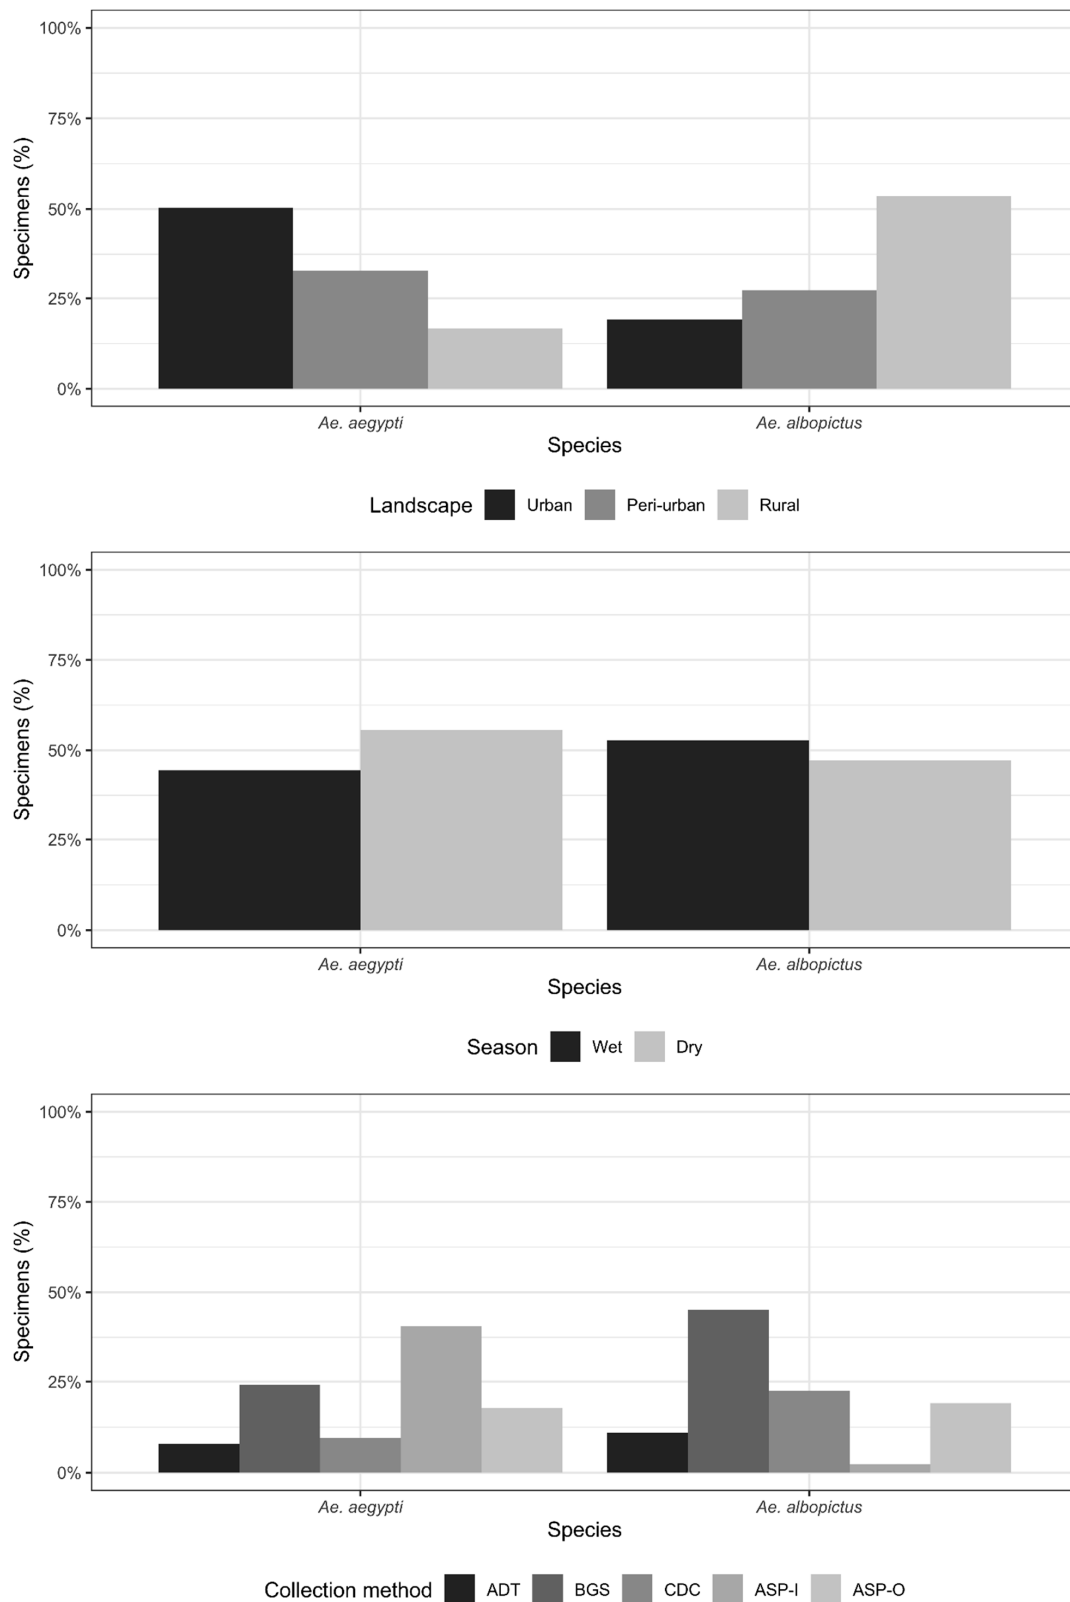 100%
75%
Specimens (%)
50%
25%
0%
Ae. aegypti Ae. albopictus
Species
Landscape Urban Peri-urban Rural
100%
75%
Specimens (%)
50%
25%
0%
Ae. aegypti Ae. albopictus
Species
Season Wet Dry
100%
75%
Specimens (%)
50%
25%
0%
Ae. aegypti Ae. albopictus
Species
Collection method ADT BGS CDC ASP-I ASP-O